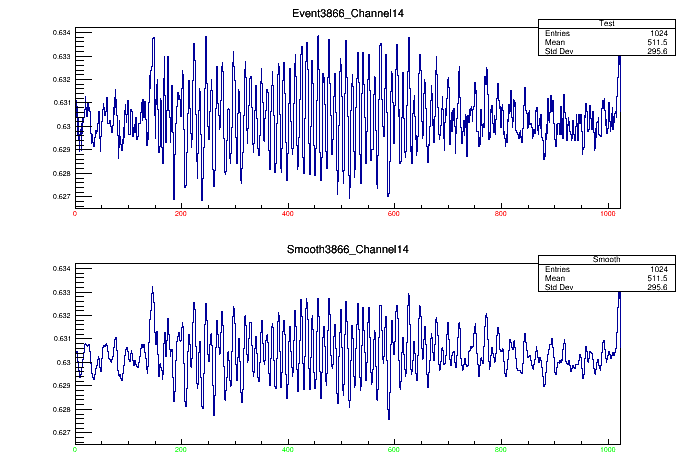 Event3866_Channel14
Test
Entries 1024
Mean 511.5
Std Dev 295.6
0.634
0.633
0.632
0.631
0.63
0.629
0.628
0.627
0 200 400 600 800 1000
Smooth3866_Channel14
Smooth
Entries 1024
Mean 511.5
Std Dev 295.6
0.634
0.633
0.632
0.631
0.63
0.629
0.628
0.627
0 200 400 600 800 1000